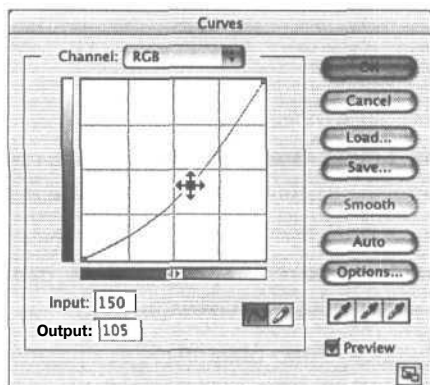 Curves
Channel: RGB
OK
Cancel
Load...
Save...
Smooth
Auto
Options...
Input: 150
Output: 105
Preview